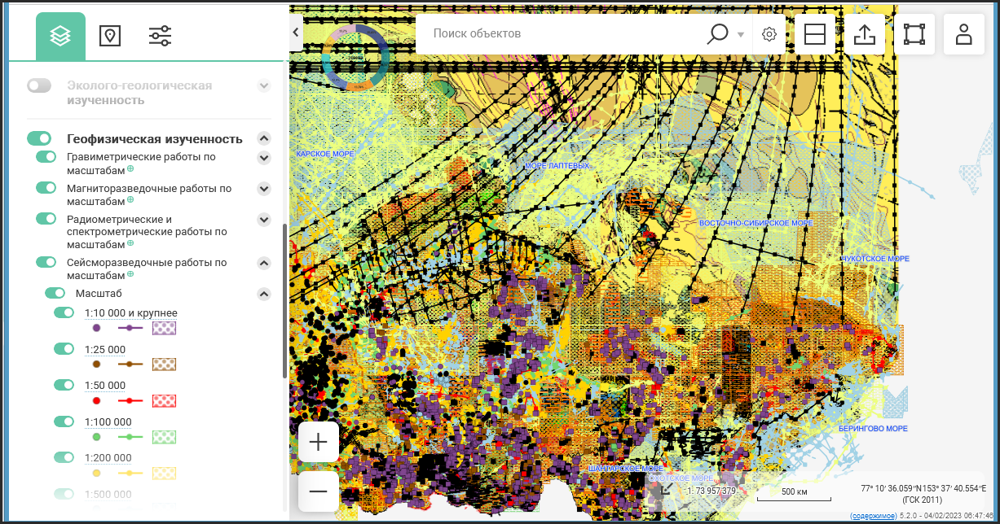 Поиск объектов
Эколого-геологическая
изученность
Геофизическая изученность
Гравиметрические работы по
масштабам
Магниторазведочные работы по
масштабам
Радиометрические и
спектрометрические работы по
масштабам
Сейсморазведочные работы по
масштабам
Масштаб
1:10 000 и крупнее
1:25 000
1:50 000
1:100 000
1:200 000
1:500 000
КАРСКОЕ МОРЕ
МОРЕ ЛАПТЕВЫХ
ВОСТОЧНО-СИБИРСКОЕ МОРЕ
ЧУКОТСКОЕ МОРЕ
БЕРИНГОВО МОРЕ
ШАНТАРСКОЕ МОРЕ
ОХОТСКОЕ МОРЕ
1: 73 957 379
500 км
77° 10′ 36.059″N153° 37′ 40.554″E
(ГСК 2011)
(содержимое) 5.2.0 - 04/02/2023 06:47:46